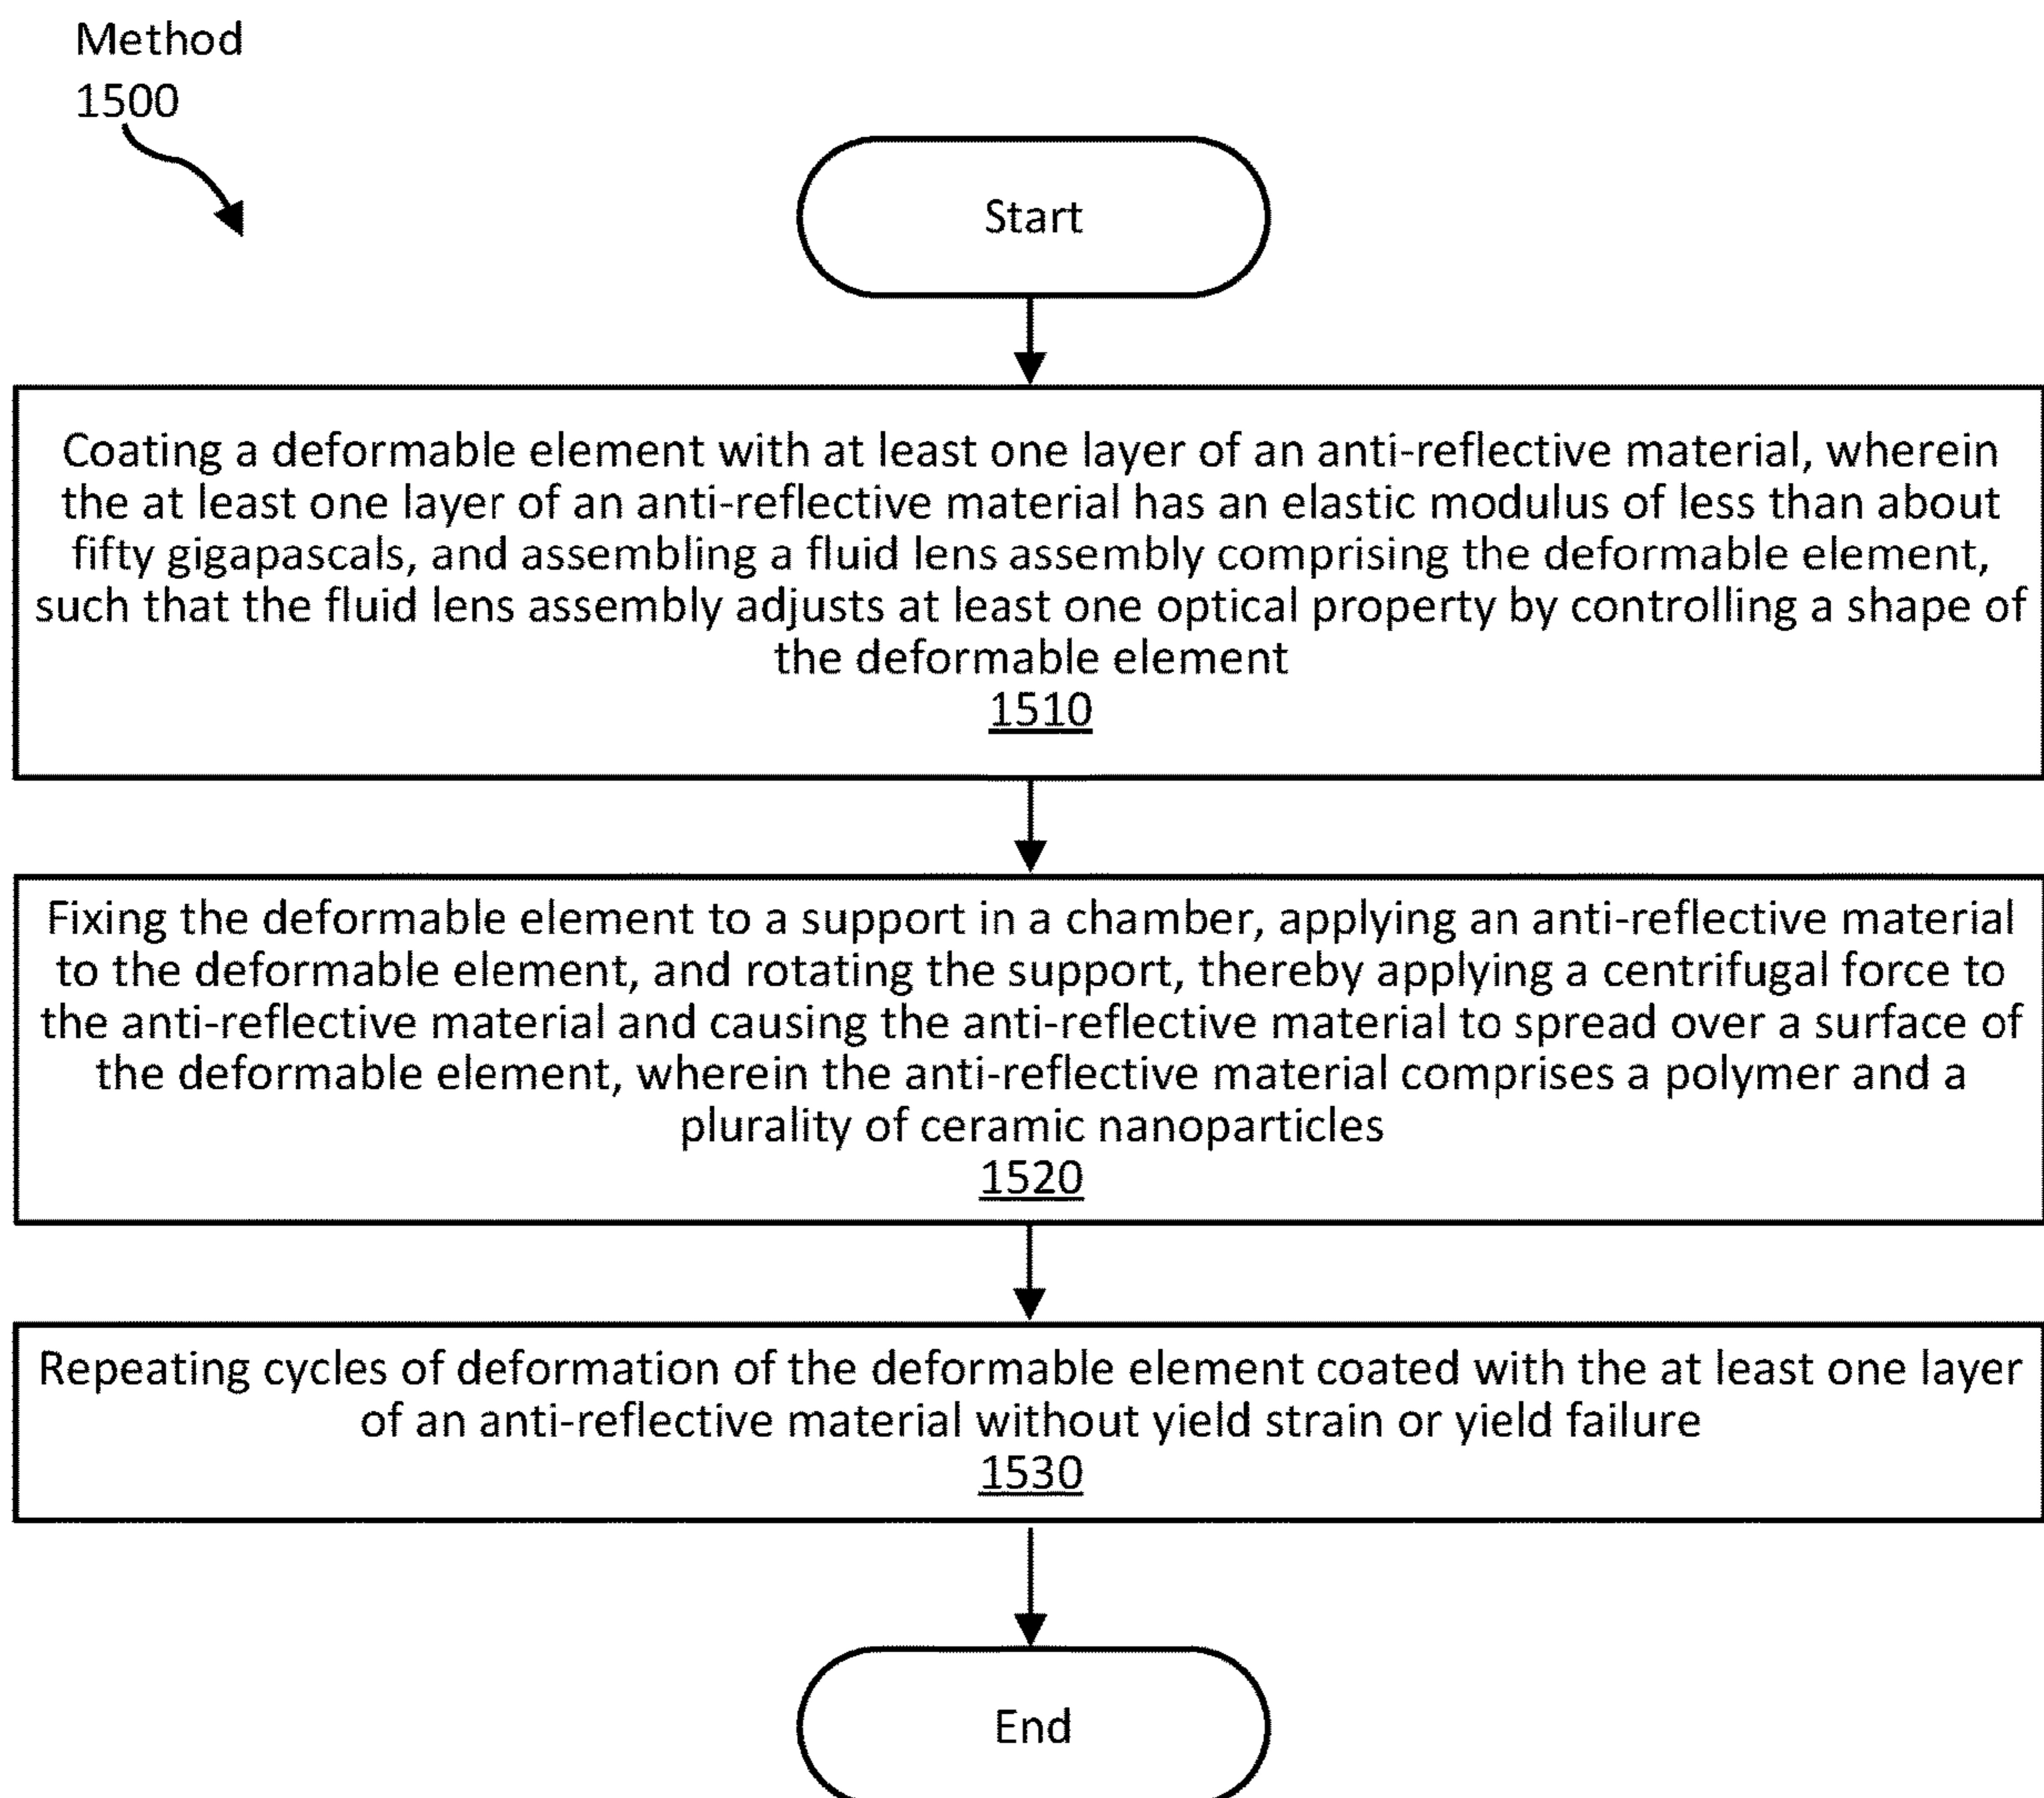 Method
1500
Start
Coating a deformable element with at least one layer of an anti-reflective material, wherein
the at least one layer of an anti-reflective material has an elastic modulus of less than about
fifty gigapascals, and assembling a fluid lens assembly comprising the deformable element,
such that the fluid lens assembly adjusts at least one optical property by controlling a shape of
the deformable element
1510
Fixing the deformable element to a support in a chamber, applying an anti-reflective material
to the deformable element, and rotating the support, thereby applying a centrifugal force to
the anti-reflective material and causing the anti-reflective material to spread over a surface of
the deformable element, wherein the anti-reflective material comprises a polymer and a
plurality of ceramic nanoparticles
1520
Repeating cycles of deformation of the deformable element coated with the at least one layer
of an anti-reflective material without yield strain or yield failure
1530
End